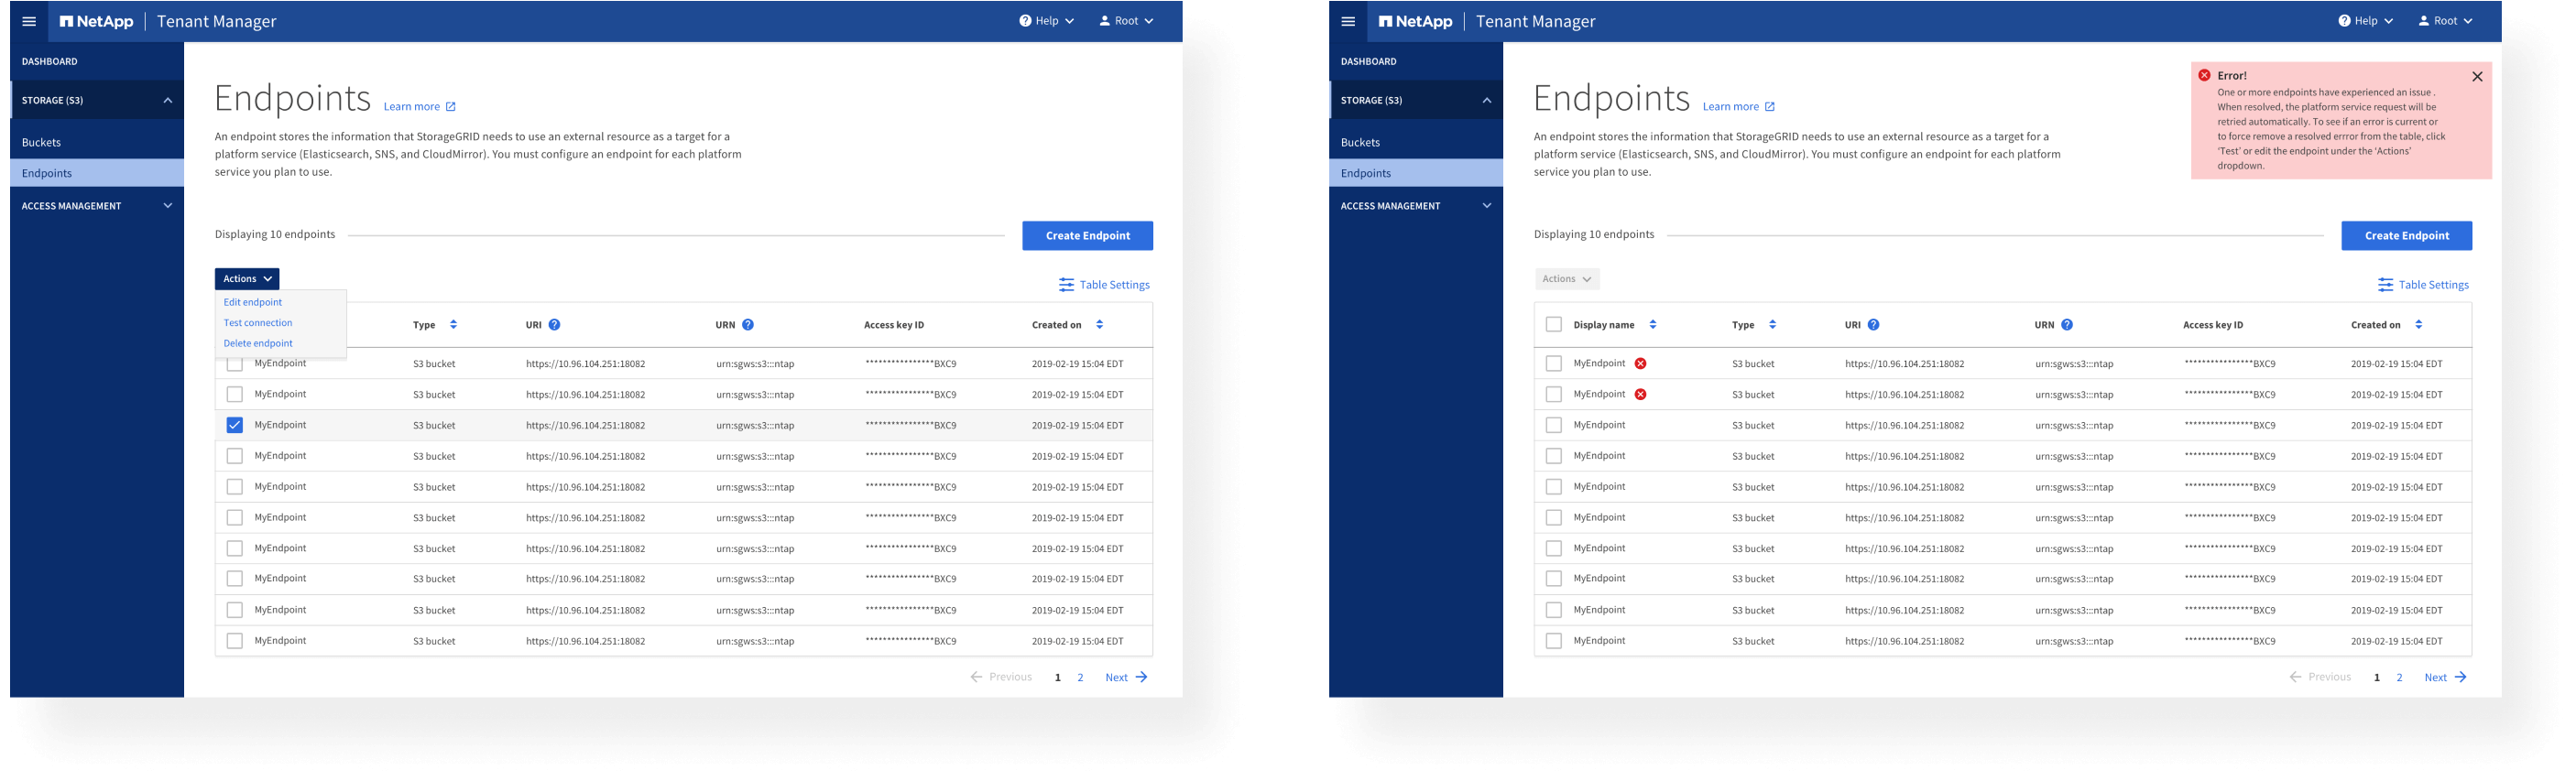 NetApp | Tenant Manager Help Root
DASHBOARD
STORAGE (S3)
Buckets
Endpoints
ACCESS MANAGEMENT
Endpoints Learn more
An endpoint stores the information that StorageGRID needs to use an external resource as a target for a
platform service (Elasticsearch, SNS, and CloudMirror). You must configure an endpoint for each platform
service you plan to use.
Displaying 10 endpoints Create Endpoint
Actions Table Settings
Edit endpoint
Test connection
Delete endpoint
Type URI URN Access key ID Created on
MyEndpoint S3 bucket https://10.96.104.251:18082 urn:sgws:s3:::ntap ****************BXC9 2019-02-19 15:04 EDT
MyEndpoint S3 bucket https://10.96.104.251:18082 urn:sgws:s3:::ntap ****************BXC9 2019-02-19 15:04 EDT
MyEndpoint S3 bucket https://10.96.104.251:18082 urn:sgws:s3:::ntap ****************BXC9 2019-02-19 15:04 EDT
MyEndpoint S3 bucket https://10.96.104.251:18082 urn:sgws:s3:::ntap ****************BXC9 2019-02-19 15:04 EDT
MyEndpoint S3 bucket https://10.96.104.251:18082 urn:sgws:s3:::ntap ****************BXC9 2019-02-19 15:04 EDT
MyEndpoint S3 bucket https://10.96.104.251:18082 urn:sgws:s3:::ntap ****************BXC9 2019-02-19 15:04 EDT
MyEndpoint S3 bucket https://10.96.104.251:18082 urn:sgws:s3:::ntap ****************BXC9 2019-02-19 15:04 EDT
MyEndpoint S3 bucket https://10.96.104.251:18082 urn:sgws:s3:::ntap ****************BXC9 2019-02-19 15:04 EDT
MyEndpoint S3 bucket https://10.96.104.251:18082 urn:sgws:s3:::ntap ****************BXC9 2019-02-19 15:04 EDT
MyEndpoint S3 bucket https://10.96.104.251:18082 urn:sgws:s3:::ntap ****************BXC9 2019-02-19 15:04 EDT
Previous 1 2 Next
NetApp | Tenant Manager Help Root
DASHBOARD
STORAGE (S3)
Buckets
Endpoints
ACCESS MANAGEMENT
Endpoints Learn more
An endpoint stores the information that StorageGRID needs to use an external resource as a target for a
platform service (Elasticsearch, SNS, and CloudMirror). You must configure an endpoint for each platform
service you plan to use.
Error!
One or more endpoints have experienced an issue .
When resolved, the platform service request will be
retried automatically. To see if an error is current or
to force remove a resolved errror from the table, click
‘Test’ or edit the endpoint under the ‘Actions’
dropdown.
Displaying 10 endpoints Create Endpoint
Actions Table Settings
Display name Type URI URN Access key ID Created on
MyEndpoint S3 bucket https://10.96.104.251:18082 urn:sgws:s3:::ntap ****************BXC9 2019-02-19 15:04 EDT
MyEndpoint S3 bucket https://10.96.104.251:18082 urn:sgws:s3:::ntap ****************BXC9 2019-02-19 15:04 EDT
MyEndpoint S3 bucket https://10.96.104.251:18082 urn:sgws:s3:::ntap ****************BXC9 2019-02-19 15:04 EDT
MyEndpoint S3 bucket https://10.96.104.251:18082 urn:sgws:s3:::ntap ****************BXC9 2019-02-19 15:04 EDT
MyEndpoint S3 bucket https://10.96.104.251:18082 urn:sgws:s3:::ntap ****************BXC9 2019-02-19 15:04 EDT
MyEndpoint S3 bucket https://10.96.104.251:18082 urn:sgws:s3:::ntap ****************BXC9 2019-02-19 15:04 EDT
MyEndpoint S3 bucket https://10.96.104.251:18082 urn:sgws:s3:::ntap ****************BXC9 2019-02-19 15:04 EDT
MyEndpoint S3 bucket https://10.96.104.251:18082 urn:sgws:s3:::ntap ****************BXC9 2019-02-19 15:04 EDT
MyEndpoint S3 bucket https://10.96.104.251:18082 urn:sgws:s3:::ntap ****************BXC9 2019-02-19 15:04 EDT
MyEndpoint S3 bucket https://10.96.104.251:18082 urn:sgws:s3:::ntap ****************BXC9 2019-02-19 15:04 EDT
Previous 1 2 Next